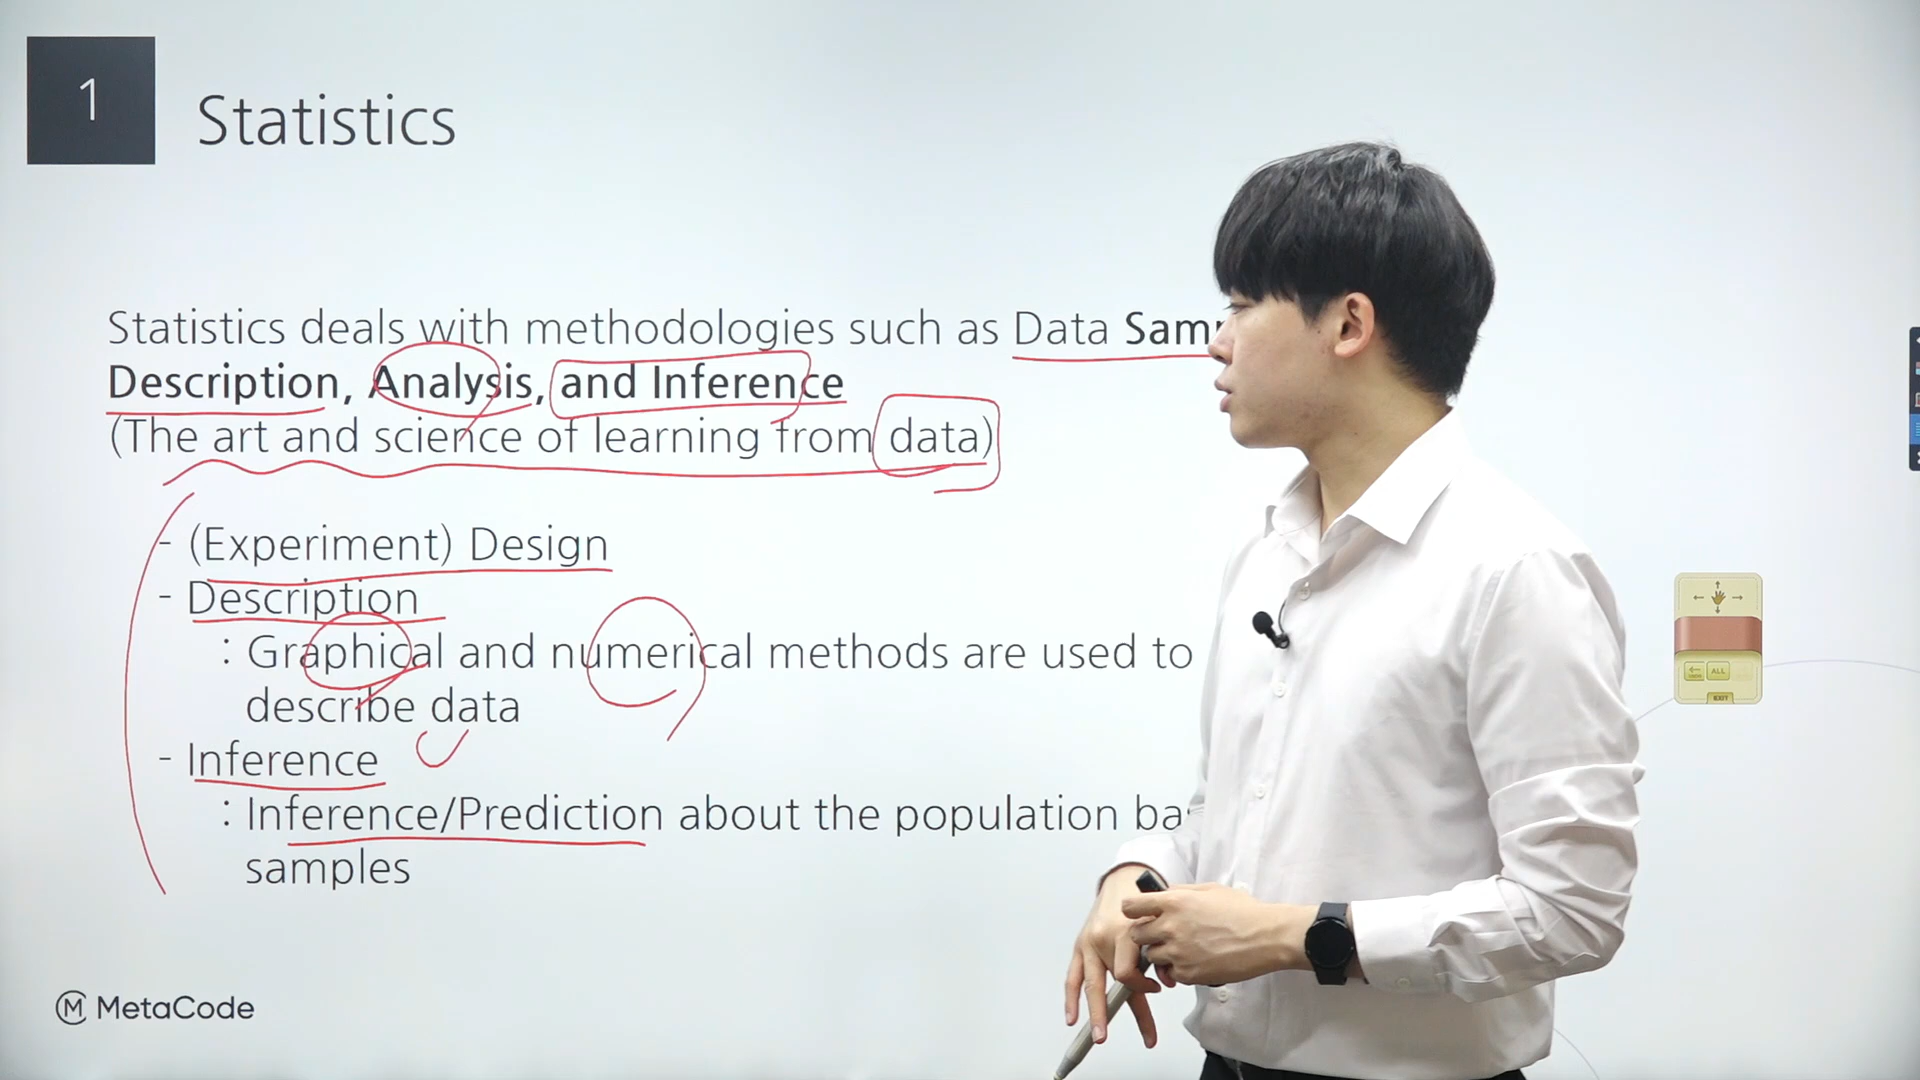 1
Statistics
Statistics deals with methodologies such as Data
Description, Analysis, and Inference
(The art and science of learning from data)
- (Experiment) Design
- Description
: Graphical and numerical methods are used to
describe data
- Inference
: Inference/Prediction about the population
samples
MetaCode
ALL
EXIT